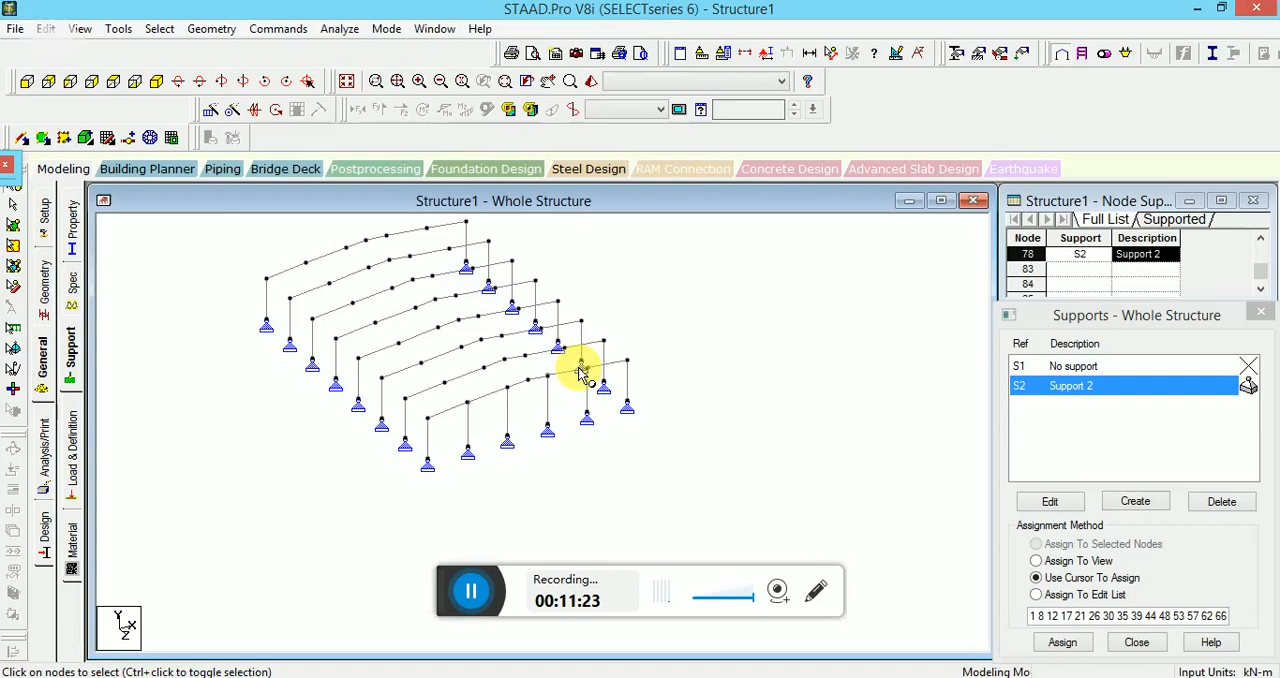 STAAD.Pro V8i (SELECTseries 6) - Structure1
File Edit View Tools Select Geometry Commands Analyze Mode Window Help
Modeling Building Planner Piping Bridge Deck Postprocessing Foundation Design Steel Design RAM Connection Concrete Design Advanced Slab Design Earthquake
Setup
Geometry
General
Analysis/Print
Design
Property
Spec
Support
Load & Definition
Material
Structure1 - Whole Structure
Y
X
Z
Structure1 - Node Sup...
Full List Supported
Node Support Description
78 S2 Support 2
83
84
Supports - Whole Structure
Ref Description
S1 No support
S2 Support 2
Edit Create Delete
Assignment Method
Assign To Selected Nodes
Assign To View
Use Cursor To Assign
Assign To Edit List
1 8 12 17 21 26 30 35 39 44 48 53 57 62 66
Assign Close Help
Recording...
00:11:23
Click on nodes to select (Ctrl+click to toggle selection)
Modeling Mo
Input Units: kN-m